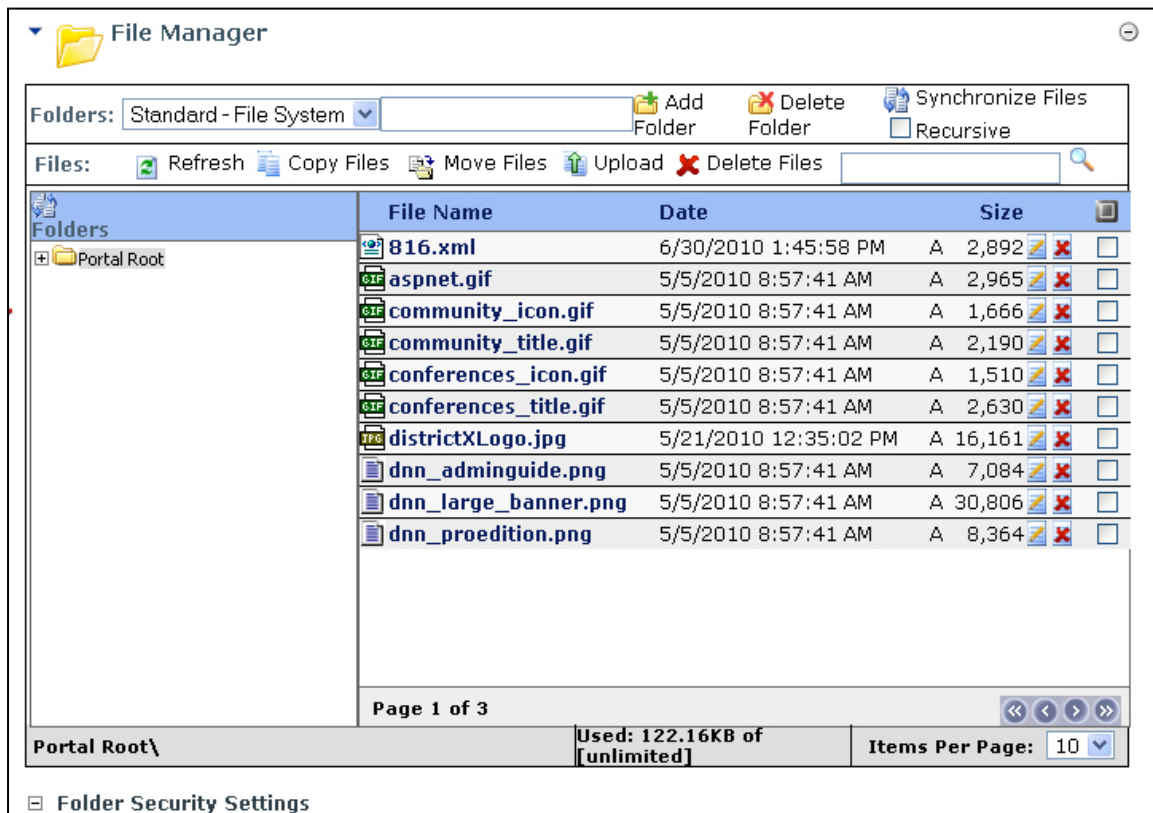 File Manager
Folders: Standard - File System Add Folder Delete Folder Synchronize Files
Recursive
Files: Refresh Copy Files Move Files Upload Delete Files
Folders File Name Date Size
Portal Root
816.xml 6/30/2010 1:45:58 PM A 2,892
GIF aspnet.gif 5/5/2010 8:57:41 AM A 2,965
GIF community_icon.gif 5/5/2010 8:57:41 AM A 1,666
GIF community_title.gif 5/5/2010 8:57:41 AM A 2,190
GIF conferences_icon.gif 5/5/2010 8:57:41 AM A 1,510
GIF conferences_title.gif 5/5/2010 8:57:41 AM A 2,630
JPG districtXLogo.jpg 5/21/2010 12:35:02 PM A 16,161
dnn_adminguide.png 5/5/2010 8:57:41 AM A 7,084
dnn_large_banner.png 5/5/2010 8:57:41 AM A 30,806
dnn_proedition.png 5/5/2010 8:57:41 AM A 8,364
Page 1 of 3
Portal Root\ Used: 122.16KB of [unlimited] Items Per Page: 10
Folder Security Settings